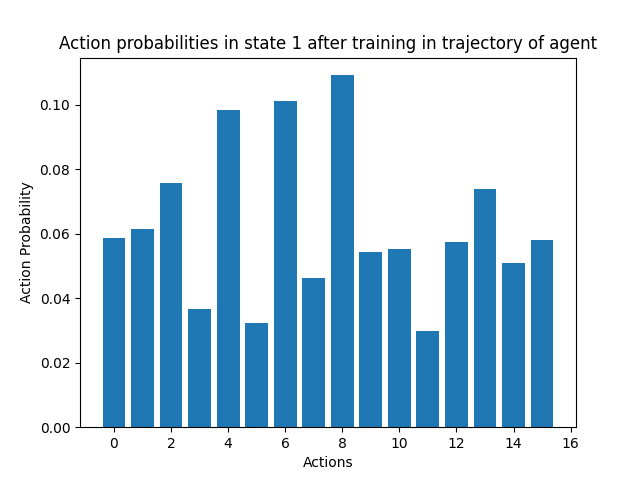 Action probabilities in state 1 after training in trajectory of agent
0.10
0.08
0.06
0.04
0.02
0.00
Action Probability
0 2 4 6 8 10 12 14 16
Actions